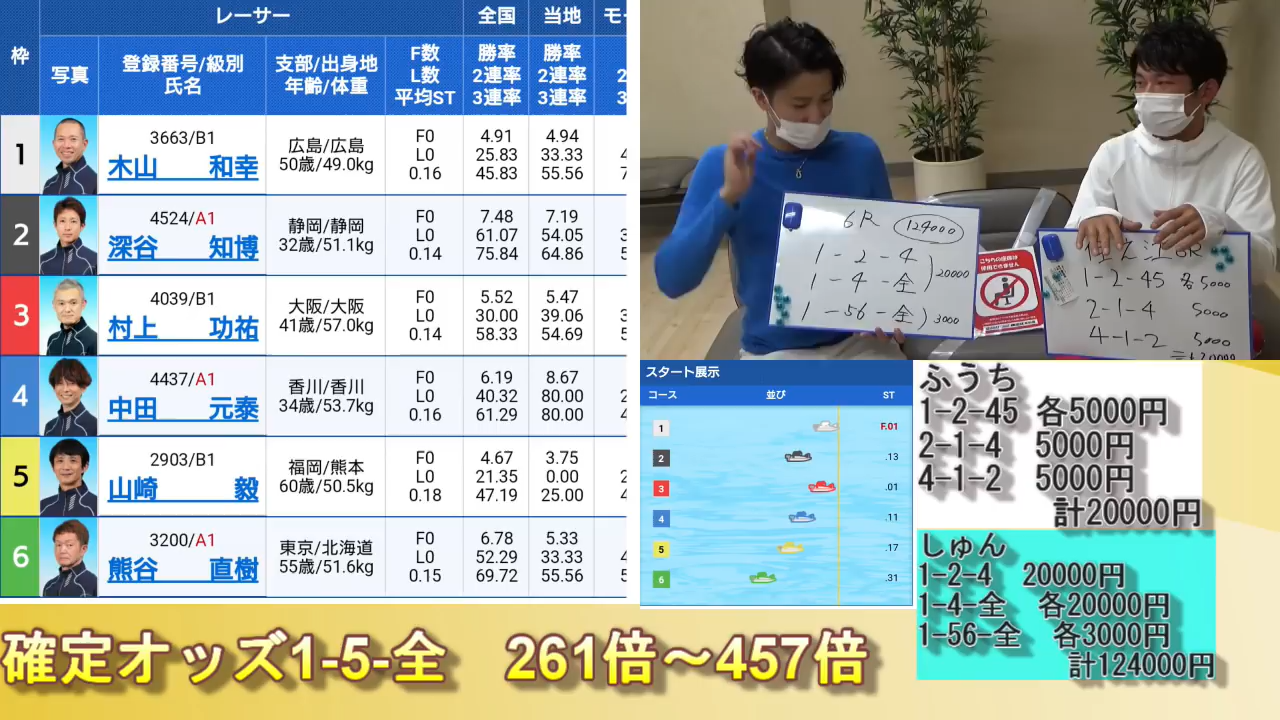 レーサー
全国
当地
モー
枠
写真
登録番号/級別
氏名
支部/出身地
年齢/体重
F数
L数
平均ST
勝率
2連率
3連率
勝率
2連率
3連率
1
3663/B1
木山 和幸
広島/広島
50歳/49.0kg
F0
L0
0.16
4.91
25.83
45.83
4.94
33.33
55.56
2
4524/A1
深谷 知博
静岡/静岡
32歳/51.1kg
F0
L0
0.14
7.48
61.07
75.84
7.19
54.05
64.86
3
4039/B1
村上 功祐
大阪/大阪
41歳/57.0kg
F0
L0
0.14
5.52
30.00
58.33
5.47
39.06
54.69
4
4437/A1
中田 元泰
香川/香川
34歳/53.7kg
F0
L0
0.16
6.19
40.32
61.29
8.67
80.00
80.00
5
2903/B1
山崎 毅
福岡/熊本
60歳/50.5kg
F0
L0
0.18
4.67
21.35
47.19
3.75
0.00
25.00
6
3200/A1
熊谷 直樹
東京/北海道
55歳/51.6kg
F0
L0
0.15
6.78
52.29
69.72
5.33
33.33
55.56
6R 124000
1-2-4
1-4-全
20000
1-56-全 3000
こちらの座席は
使用できません
1-2-45 各5000
2-1-4 5000
4-1-2 5000
スタート展示
コース 並び ST
1 F.01
2 .13
3 .01
4 .11
5 .17
6 .31
ふうち
1-2-45 各5000円
2-1-4 5000円
4-1-2 5000円
計20000円
しゅん
1-2-4 20000円
1-4-全 各20000円
1-56-全 各3000円
計124000円
確定オッズ1-5-全 261倍～457倍